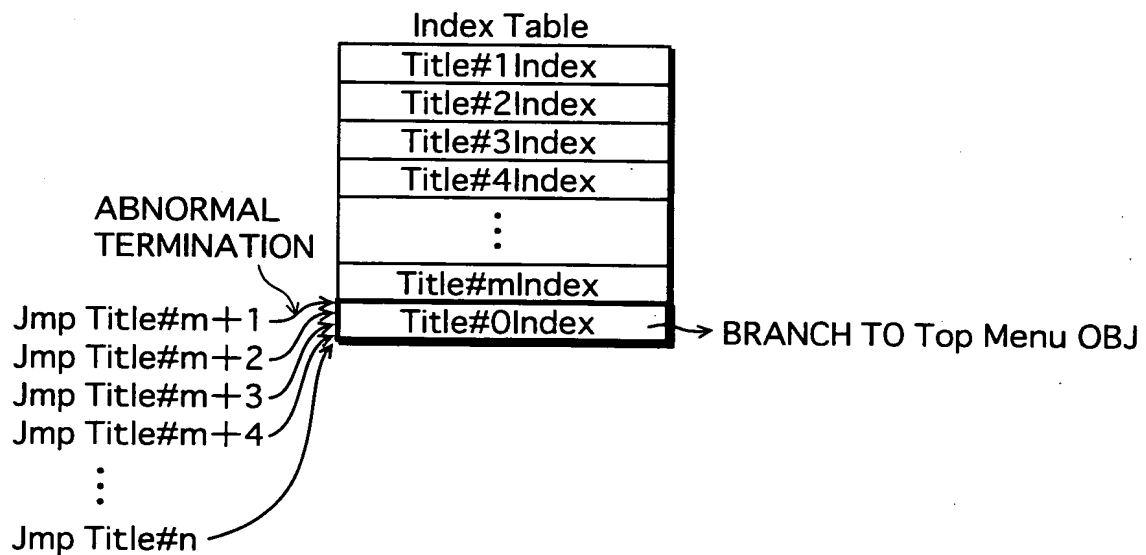 Index Table
Title#1Index
Title#2Index
Title#3Index
Title#4Index
⋮
Title#mIndex
Title#0Index
ABNORMAL
TERMINATION
Jmp Title#m+1
Jmp Title#m+2
Jmp Title#m+3
Jmp Title#m+4
⋮
Jmp Title#n
BRANCH TO Top Menu OBJ